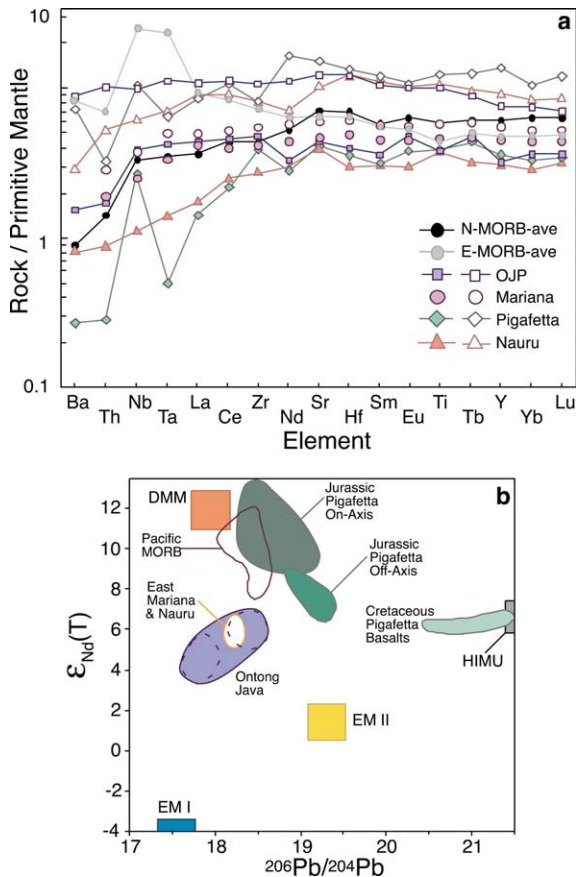 a
10
1
0.1
Rock / Primitive Mantle
N-MORB-ave
E-MORB-ave
OJP
Mariana
Pigafetta
Nauru
Ba Th Nb Ta La Ce Zr Nd Sr Hf Sm Eu Ti Tb Y Yb Lu
Element
b
12
10
8
6
4
2
0
-2
-4
εNd(T)
DMM
Jurassic
Pigafetta
On-Axis
Pacific
MORB
Jurassic
Pigafetta
Off-Axis
East
Mariana
& Nauru
Cretaceous
Pigafetta
Basalts
HIMU
Ontong
Java
EM II
EM I
17 18 19 20 21
206Pb/204Pb